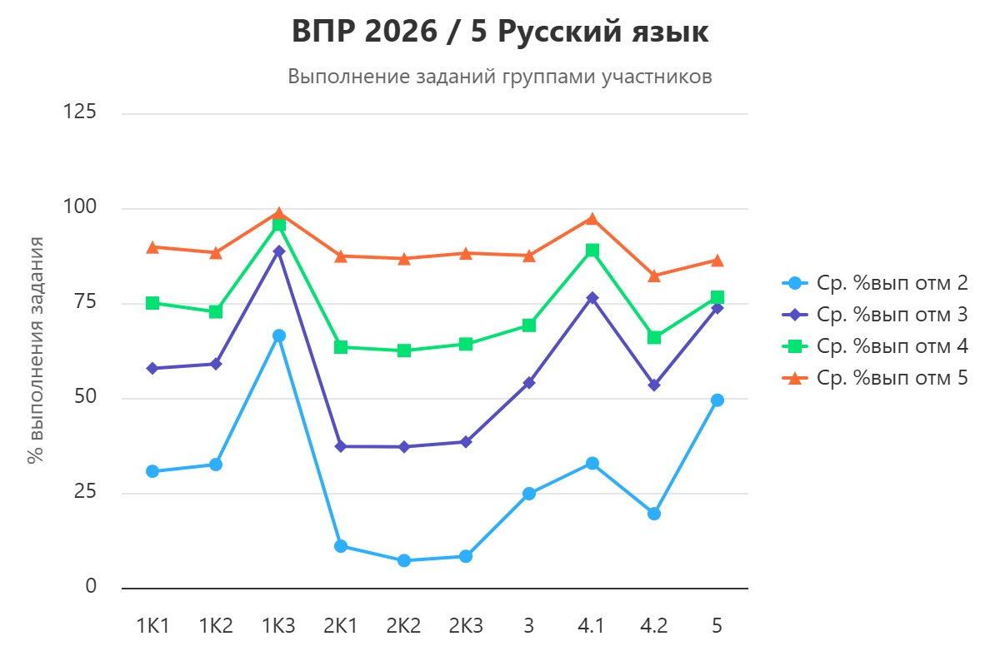 ВПР 2026 / 5 Русский язык
Выполнение заданий группами участников
% выполнения задания
125
100
75
50
25
0
1К1 1К2 1К3 2К1 2К2 2К3 3 4.1 4.2 5
Ср. %вып отм 2
Ср. %вып отм 3
Ср. %вып отм 4
Ср. %вып отм 5